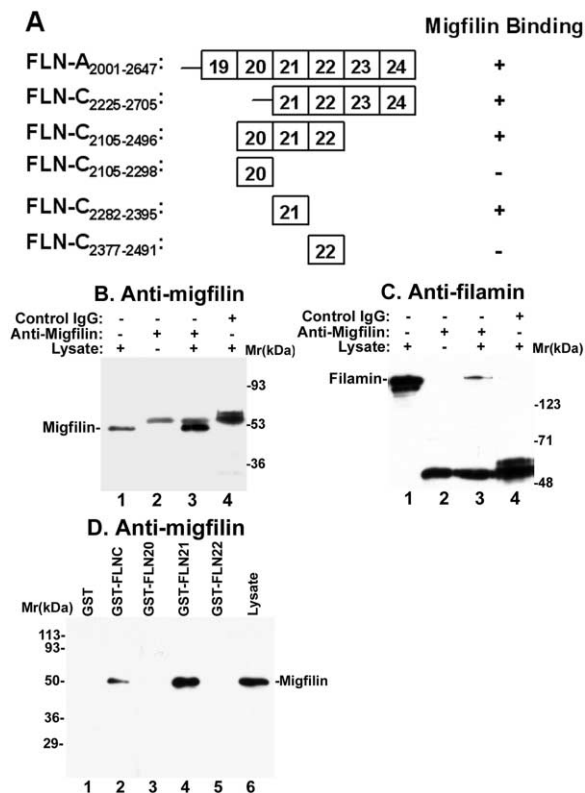 A
Migfilin Binding
FLN-A2001-2647: 19 20 21 22 23 24 +
FLN-C2225-2705: 21 22 23 24 +
FLN-C2105-2496: 20 21 22 +
FLN-C2105-2298: 20 -
FLN-C2282-2395: 21 +
FLN-C2377-2491: 22 -
B. Anti-migfilin
Control IgG: - - - +
Anti-Migfilin: - + + -
Lysate: + - + + Mr(kDa)
-93
Migfilin- -53
-36
1 2 3 4
C. Anti-filamin
Control IgG: - - - +
Anti-Migfilin: - + + -
Lysate: + - + + Mr(kDa)
Filamin-
-123
-71
-48
1 2 3 4
D. Anti-migfilin
GST GST-FLNC GST-FLN20 GST-FLN21 GST-FLN22 Lysate
Mr(kDa)
113-
93-
50- -Migfilin
36-
29-
1 2 3 4 5 6